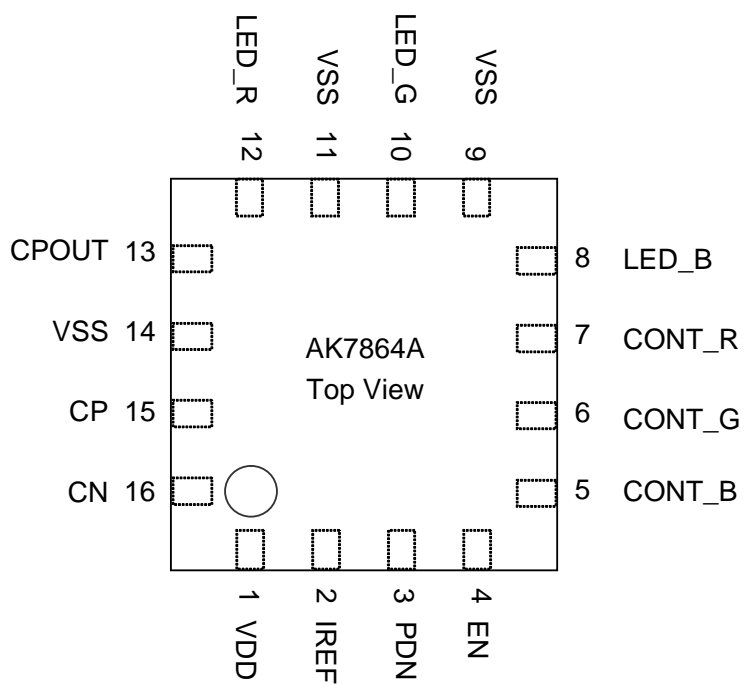 LED_R
VSS
LED_G
VSS
12
11
10
9
CPOUT 13
8 LED_B
VSS 14
7 CONT_R
AK7864A
Top View
CP 15
6 CONT_G
CN 16
5 CONT_B
1 VDD
2 IREF
3 PDN
4 EN